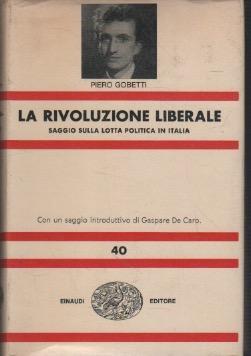 PIERO GOBETTI
LA RIVOLUZIONE LIBERALE
SAGGIO SULLA LOTTA POLITICA IN ITALIA
Con un saggio introduttivo di Gaspare De Caro.
40
EINAUDI EDITORE